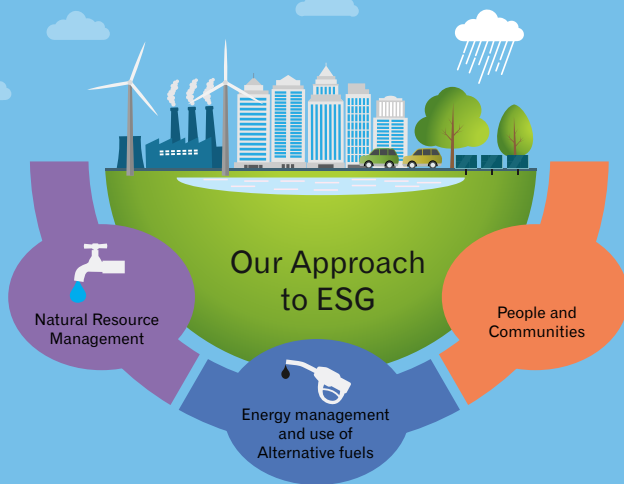 Our Approach
to ESG
Natural Resource
Management
Energy management
and use of
Alternative fuels
People and
Communities